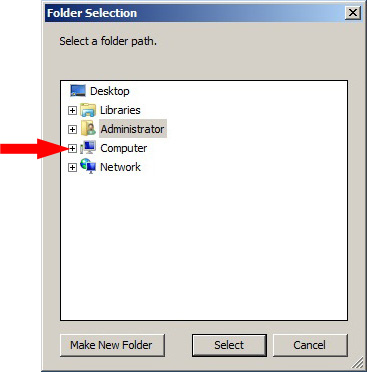 Folder Selection
Select a folder path.
Desktop
Libraries
Administrator
Computer
Network
Make New Folder
Select
Cancel